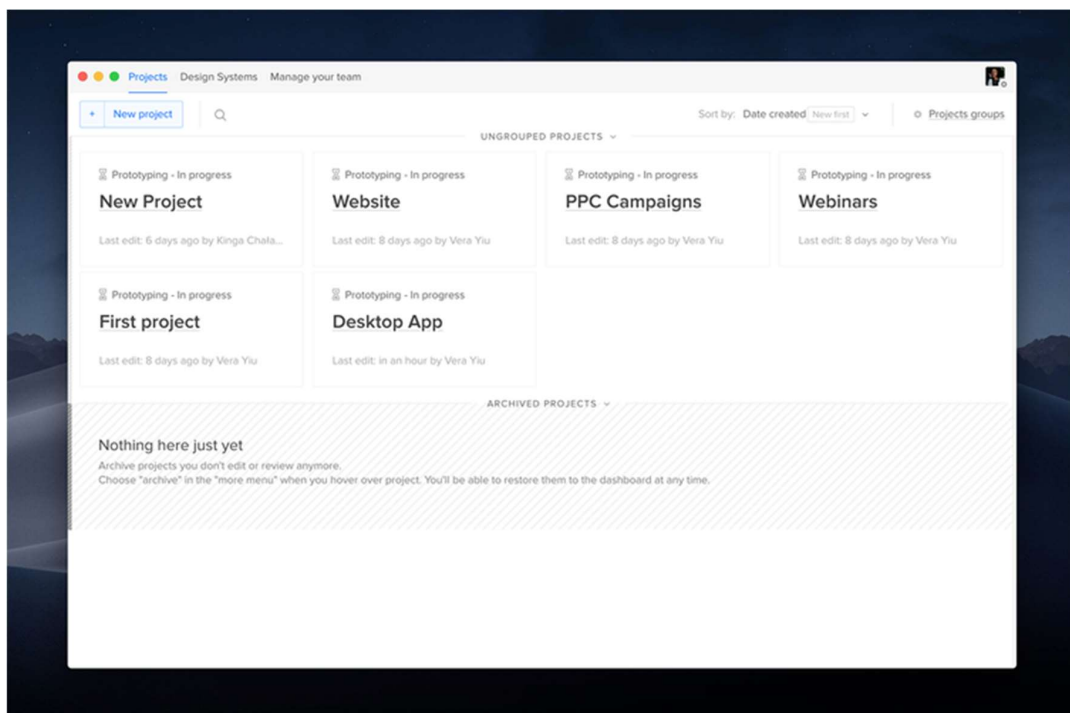 Projects Design Systems Manage your team
+ New project
Sort by: Date created New first
Projects groups
UNGROUPED PROJECTS
Prototyping - In progress
New Project
Last edit: 6 days ago by Kinga Chała...
Prototyping - In progress
Website
Last edit: 8 days ago by Vera Yiu
Prototyping - In progress
PPC Campaigns
Last edit: 8 days ago by Vera Yiu
Prototyping - In progress
Webinars
Last edit: 8 days ago by Vera Yiu
Prototyping - In progress
First project
Last edit: 8 days ago by Vera Yiu
Prototyping - In progress
Desktop App
Last edit: in an hour by Vera Yiu
ARCHIVED PROJECTS
Nothing here just yet
Archive projects you don't edit or review anymore.
Choose "archive" in the "more menu" when you hover over project. You'll be able to restore them to the dashboard at any time.